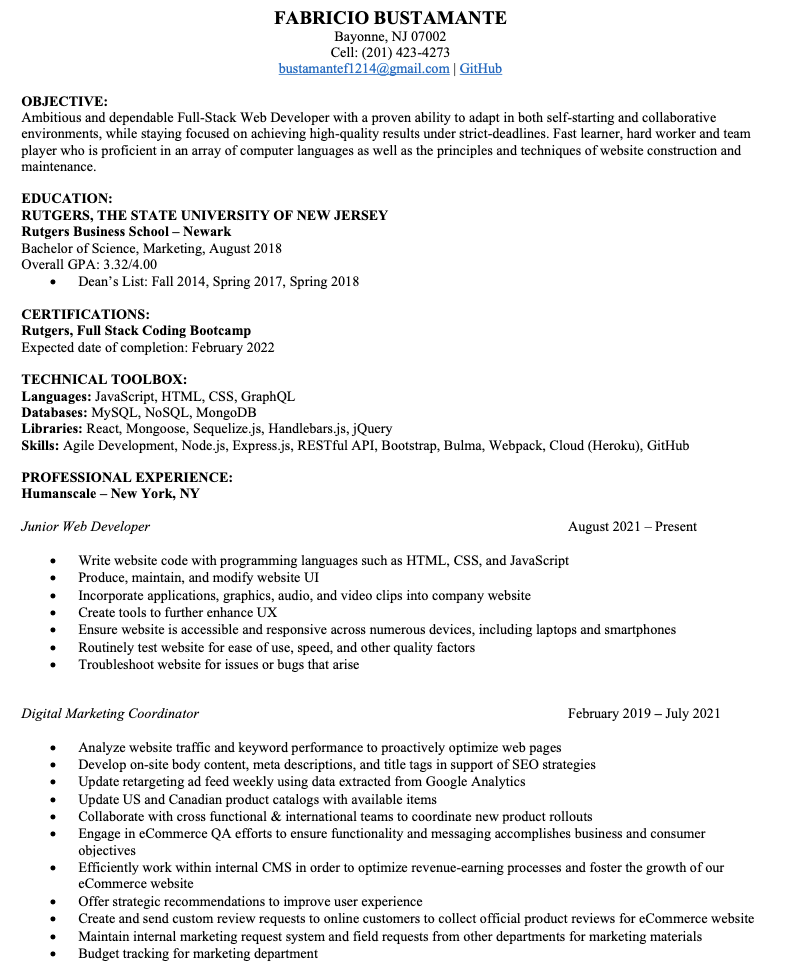 FABRICIO BUSTAMANTE
Bayonne, NJ 07002
Cell: (201) 423-4273
bustamantef1214@gmail.com | GitHub
OBJECTIVE:
Ambitious and dependable Full-Stack Web Developer with a proven ability to adapt in both self-starting and collaborative
environments, while staying focused on achieving high-quality results under strict-deadlines. Fast learner, hard worker and team
player who is proficient in an array of computer languages as well as the principles and techniques of website construction and
maintenance.
EDUCATION:
RUTGERS, THE STATE UNIVERSITY OF NEW JERSEY
Rutgers Business School – Newark
Bachelor of Science, Marketing, August 2018
Overall GPA: 3.32/4.00
• Dean's List: Fall 2014, Spring 2017, Spring 2018
CERTIFICATIONS:
Rutgers, Full Stack Coding Bootcamp
Expected date of completion: February 2022
TECHNICAL TOOLBOX:
Languages: JavaScript, HTML, CSS, GraphQL
Databases: MySQL, NoSQL, MongoDB
Libraries: React, Mongoose, Sequelize.js, Handlebars.js, jQuery
Skills: Agile Development, Node.js, Express.js, RESTful API, Bootstrap, Bulma, Webpack, Cloud (Heroku), GitHub
PROFESSIONAL EXPERIENCE:
Humanscale – New York, NY
Junior Web Developer August 2021 – Present
• Write website code with programming languages such as HTML, CSS, and JavaScript
• Produce, maintain, and modify website UI
• Incorporate applications, graphics, audio, and video clips into company website
• Create tools to further enhance UX
• Ensure website is accessible and responsive across numerous devices, including laptops and smartphones
• Routinely test website for ease of use, speed, and other quality factors
• Troubleshoot website for issues or bugs that arise
Digital Marketing Coordinator February 2019 – July 2021
• Analyze website traffic and keyword performance to proactively optimize web pages
• Develop on-site body content, meta descriptions, and title tags in support of SEO strategies
• Update retargeting ad feed weekly using data extracted from Google Analytics
• Update US and Canadian product catalogs with available items
• Collaborate with cross functional & international teams to coordinate new product rollouts
• Engage in eCommerce QA efforts to ensure functionality and messaging accomplishes business and consumer
objectives
• Efficiently work within internal CMS in order to optimize revenue-earning processes and foster the growth of our
eCommerce website
• Offer strategic recommendations to improve user experience
• Create and send custom review requests to online customers to collect official product reviews for eCommerce website
• Maintain internal marketing request system and field requests from other departments for marketing materials
• Budget tracking for marketing department